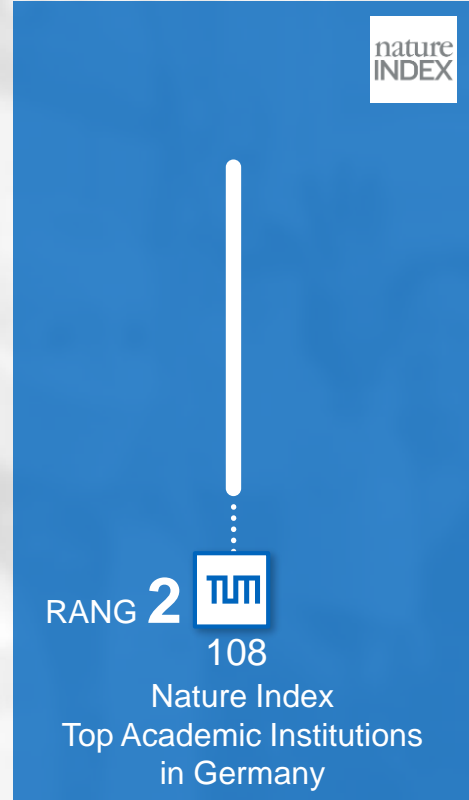 nature
INDEX
RANG 2 TUM
108
Nature Index
Top Academic Institutions
in Germany